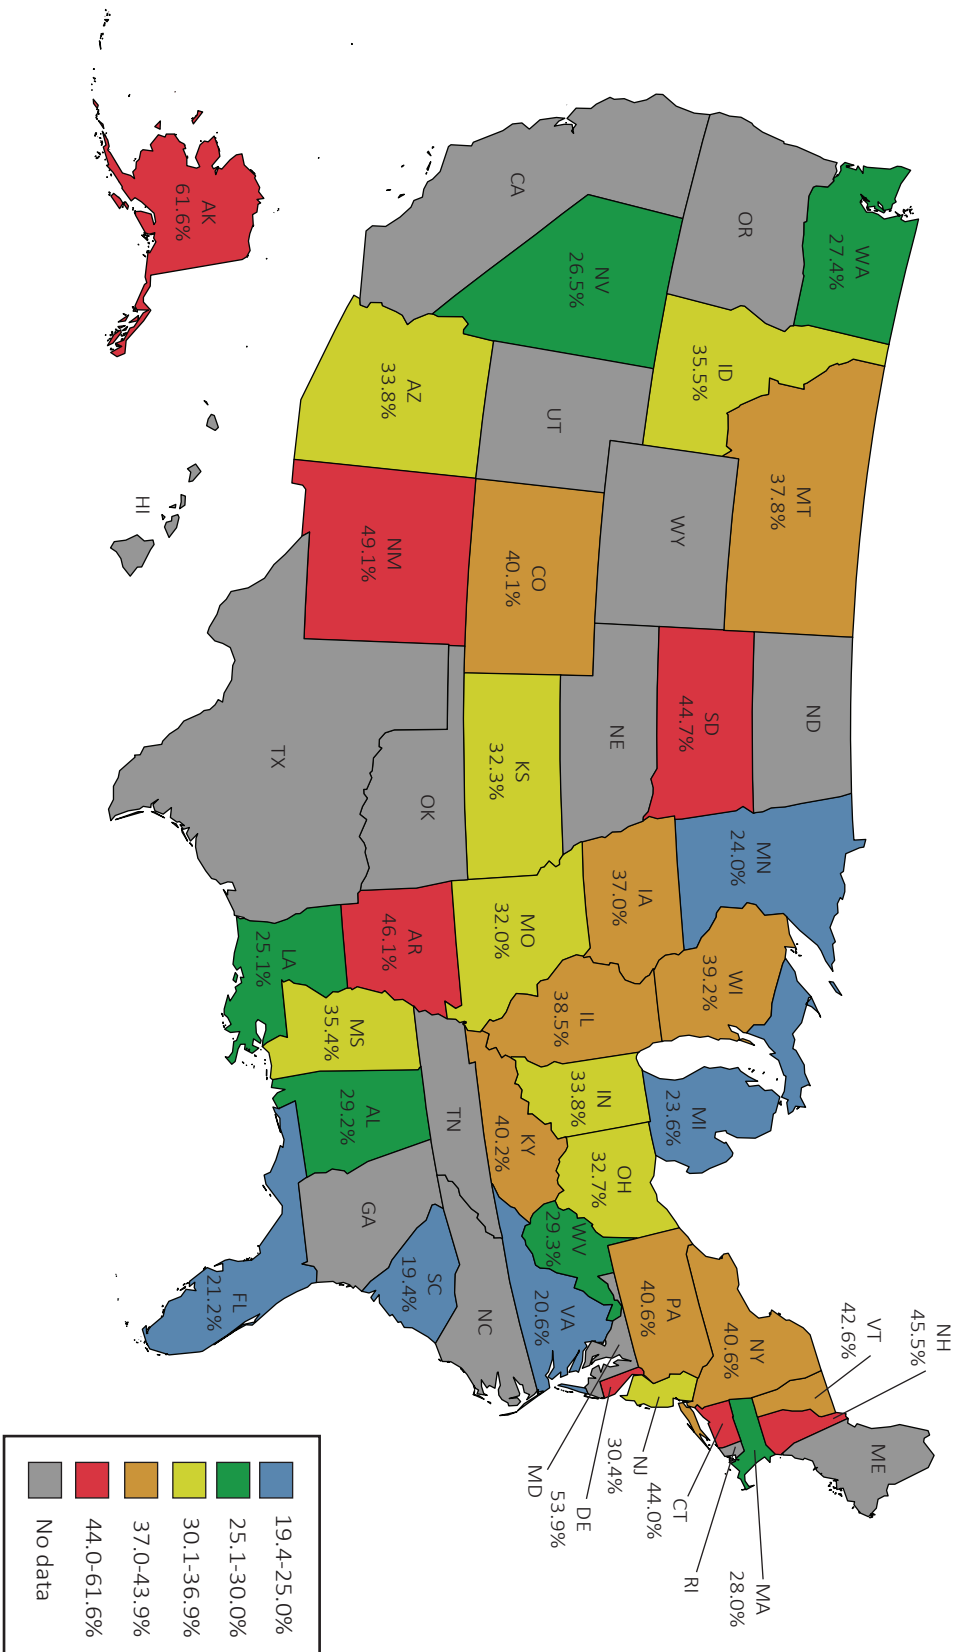 WA
27.4%
OR
CA
NV
26.5%
ID
35.5%
MT
37.8%
WY
UT
AZ
33.8%
CO
40.1%
NM
49.1%
ND
SD
44.7%
NE
KS
32.3%
OK
TX
MN
24.0%
IA
37.0%
MO
32.0%
AR
46.1%
LA
25.1%
WI
39.2%
IL
38.5%
MS
35.4%
MI
23.6%
IN
33.8%
OH
32.7%
KY
40.2%
TN
AL
29.2%
GA
FL
21.2%
SC
19.4%
NC
VA
20.6%
WV
29.3%
PA
40.6%
NY
40.6%
VT
42.6%
NH
45.5%
ME
MA
28.0%
RI
CT
44.0%
NJ
30.4%
DE
53.9%
MD
AK
61.6%
HI
19.4-25.0%
25.1-30.0%
30.1-36.9%
37.0-43.9%
44.0-61.6%
No data